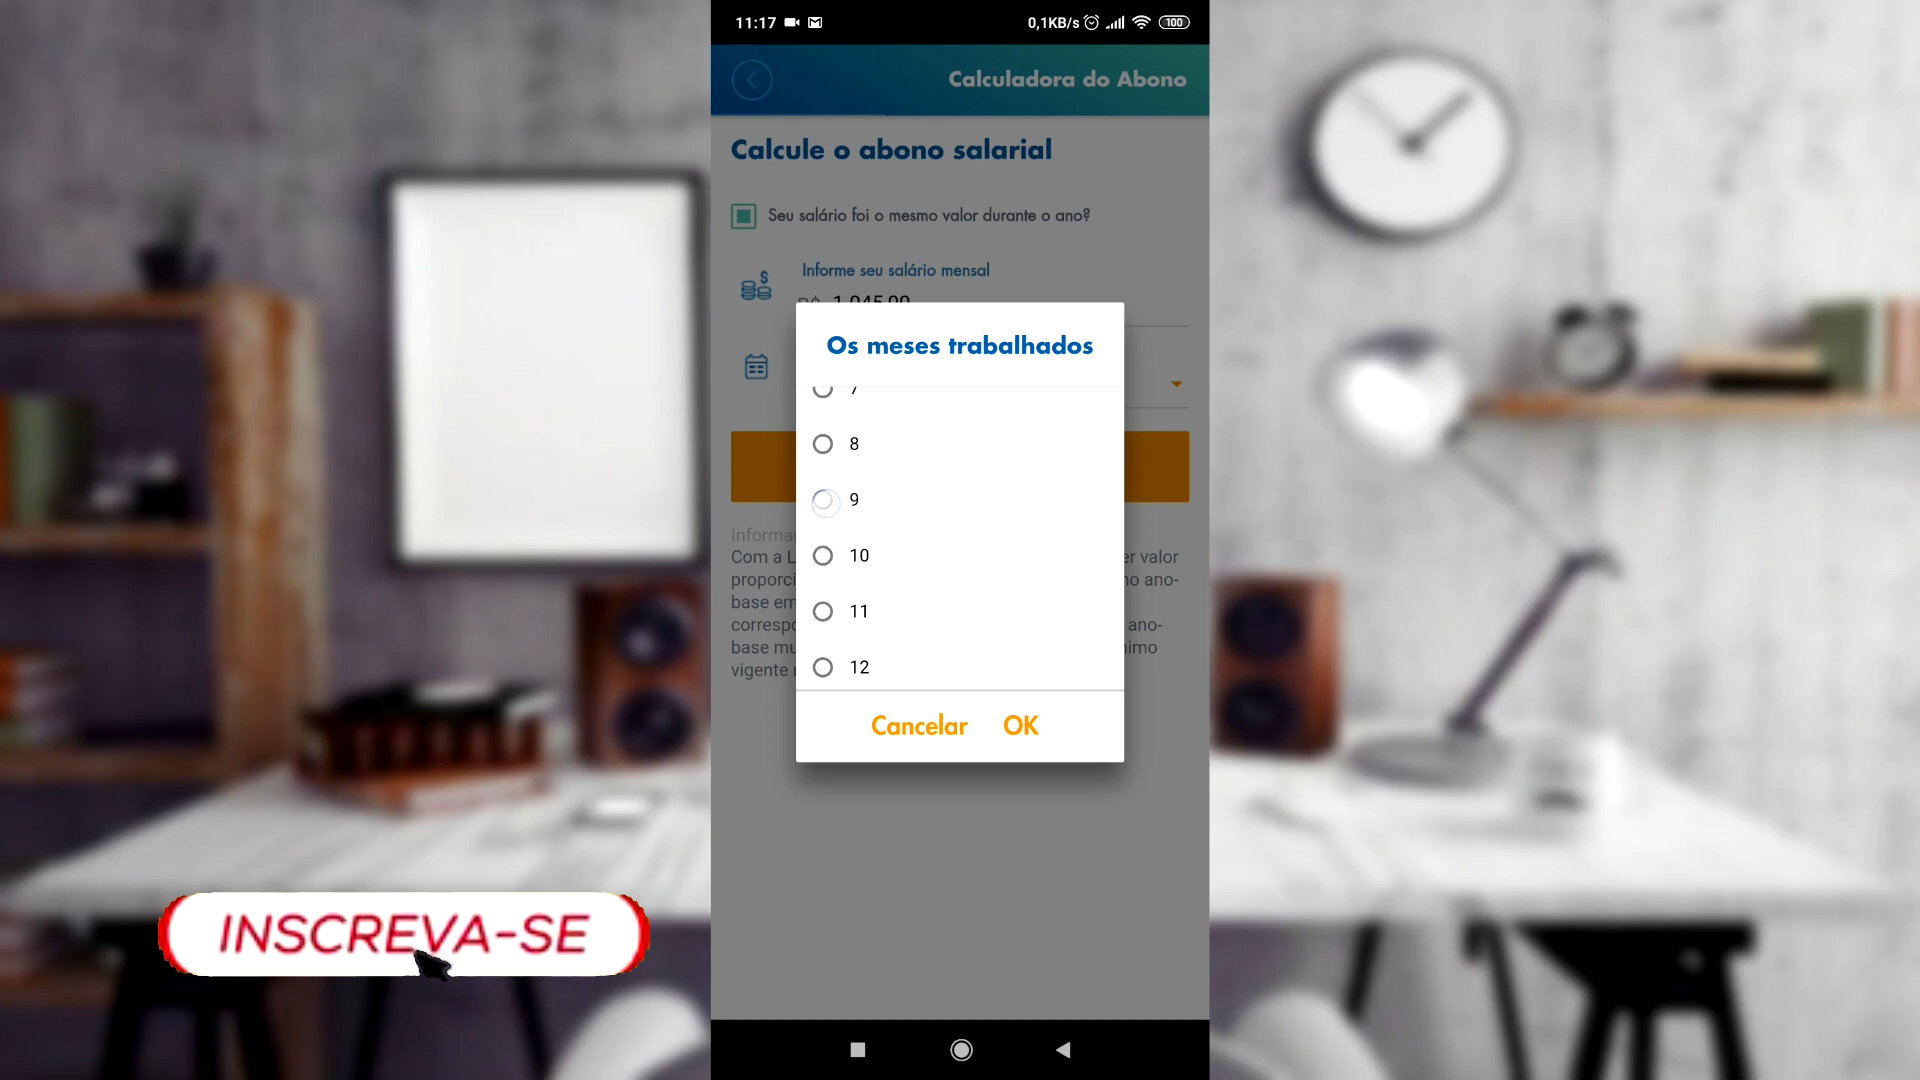 11:17
0,1KB/s
100
Calculadora do Abono
Calcule o abono salarial
Seu salário foi o mesmo valor durante o ano?
Informe seu salário mensal
R$ 1.045,00
Os meses trabalhados
7
8
9
10
11
12
Cancelar OK
Informa
Com a L er valor
proporci no ano-
base em
corresp ano-
base mu imo
vigente
INSCREVA-SE